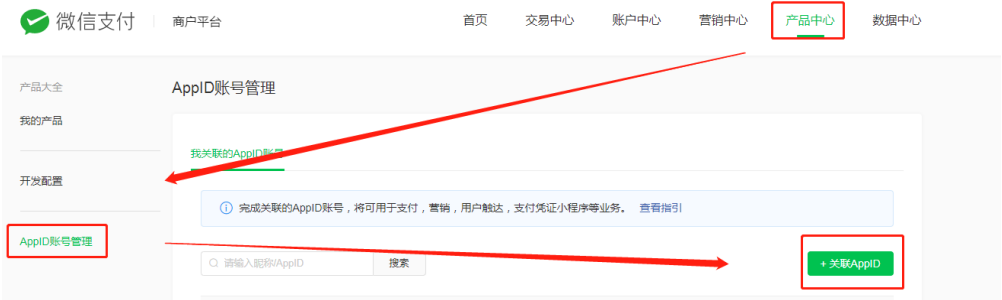 微信支付 商户平台 首页 交易中心 账户中心 营销中心 产品中心 数据中心
产品大全
AppID账号管理
我的产品
我关联的AppID账号
开发配置
完成关联的AppID账号，将可用于支付，营销，用户触达，支付凭证小程序等业务。 查看指引
AppID账号管理
请输入昵称/AppID 搜索 + 关联AppID